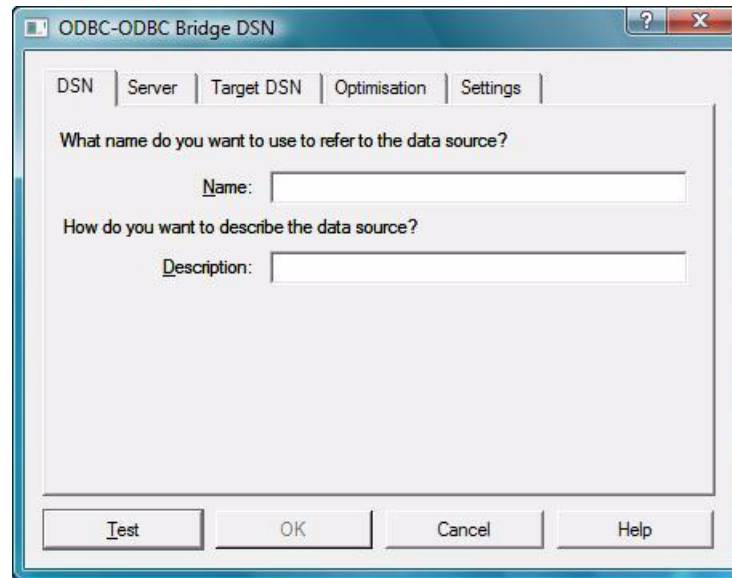 ODBC-ODBC Bridge DSN
? X
DSN Server Target DSN Optimisation Settings
What name do you want to use to refer to the data source?
Name:
How do you want to describe the data source?
Description:
Test OK Cancel Help